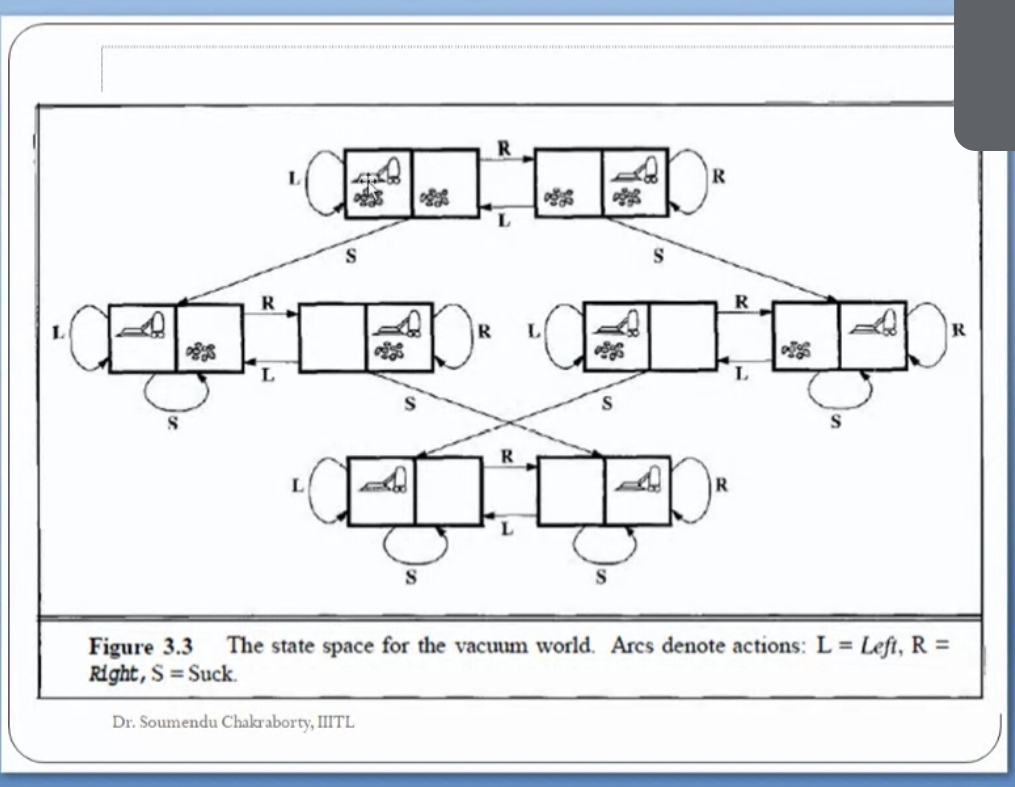 R
L R
L
S S
R R
L R L R
L L
S S
S S
R
L R
L
S S
Figure 3.3 The state space for the vacuum world. Arcs denote actions: L = Left, R =
Right, S = Suck.
Dr. Soumendu Chakraborty, IIITL